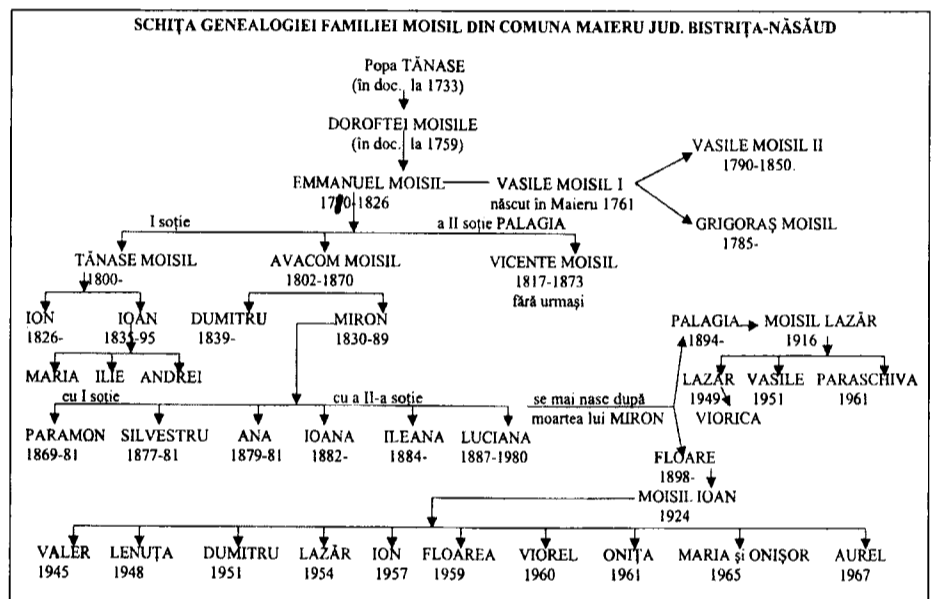 SCHIȚA GENEALOGIEI FAMILIEI MOISIL DIN COMUNA MAIERU JUD. BISTRIȚA-NĂSĂUD
Popa TĂNASE
(în doc. la 1733)
DOROFTEI MOISILE
(în doc. la 1759)
VASILE MOISIL II
1790-1850.
EMMANUEL MOISIL
-1826
VASILE MOISIL I
născut în Maieru 1761
GRIGORAȘ MOISIL
1785-
I soție
a II soție PALAGIA
TĂNASE MOISIL
1800-
AVACOM MOISIL
1802-1870
VICENTE MOISIL
1817-1873
fără urmași
ION
1826-
IOAN
1835-95
DUMITRU
1839-
MIRON
1830-89
PALAGIA
1894-
MOISIL LAZĂR
1916
MARIA ILIE ANDREI
LAZĂR
1949
VASILE
1951
PARASCHIVA
1961
VIORICA
cu I soție
cu a II-a soție
se mai nasc după
moartea lui MIRON
PARAMON
1869-81
SILVESTRU
1877-81
ANA
1879-81
IOANA
1882-
ILEANA
1884-
LUCIANA
1887-1980
FLOARE
1898-
MOISIL IOAN
1924
VALER
1945
LENUȚA
1948
DUMITRU
1951
LAZĂR
1954
ION
1957
FLOAREA
1959
VIOREL
1960
ONIȚA
1961
MARIA și ONIȘOR
1965
AUREL
1967